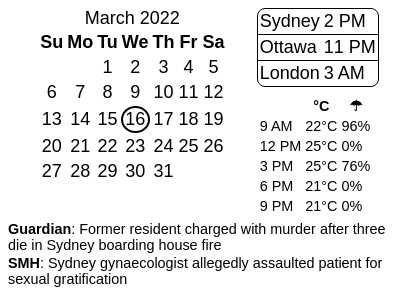 March 2022
Su Mo Tu We Th Fr Sa
1 2 3 4 5
6 7 8 9 10 11 12
13 14 15 16 17 18 19
20 21 22 23 24 25 26
27 28 29 30 31
Sydney 2 PM
Ottawa 11 PM
London 3 AM
°C ☂
9 AM 22°C 96%
12 PM 25°C 0%
3 PM 25°C 76%
6 PM 21°C 0%
9 PM 21°C 0%
Guardian: Former resident charged with murder after three
die in Sydney boarding house fire
SMH: Sydney gynaecologist allegedly assaulted patient for
sexual gratification